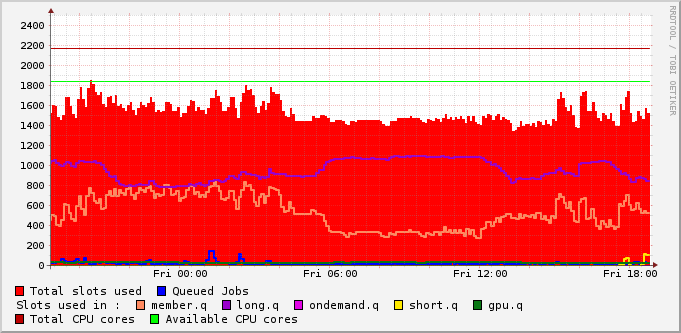 2400
2200
2000
1800
1600
1400
1200
1000
800
600
400
200
0
Fri 00:00 Fri 06:00 Fri 12:00 Fri 18:00
Total slots used Queued Jobs
Slots used in : member.q long.q ondemand.q short.q gpu.q
Total CPU cores Available CPU cores
RRDTOOL / TOBI OETIKER